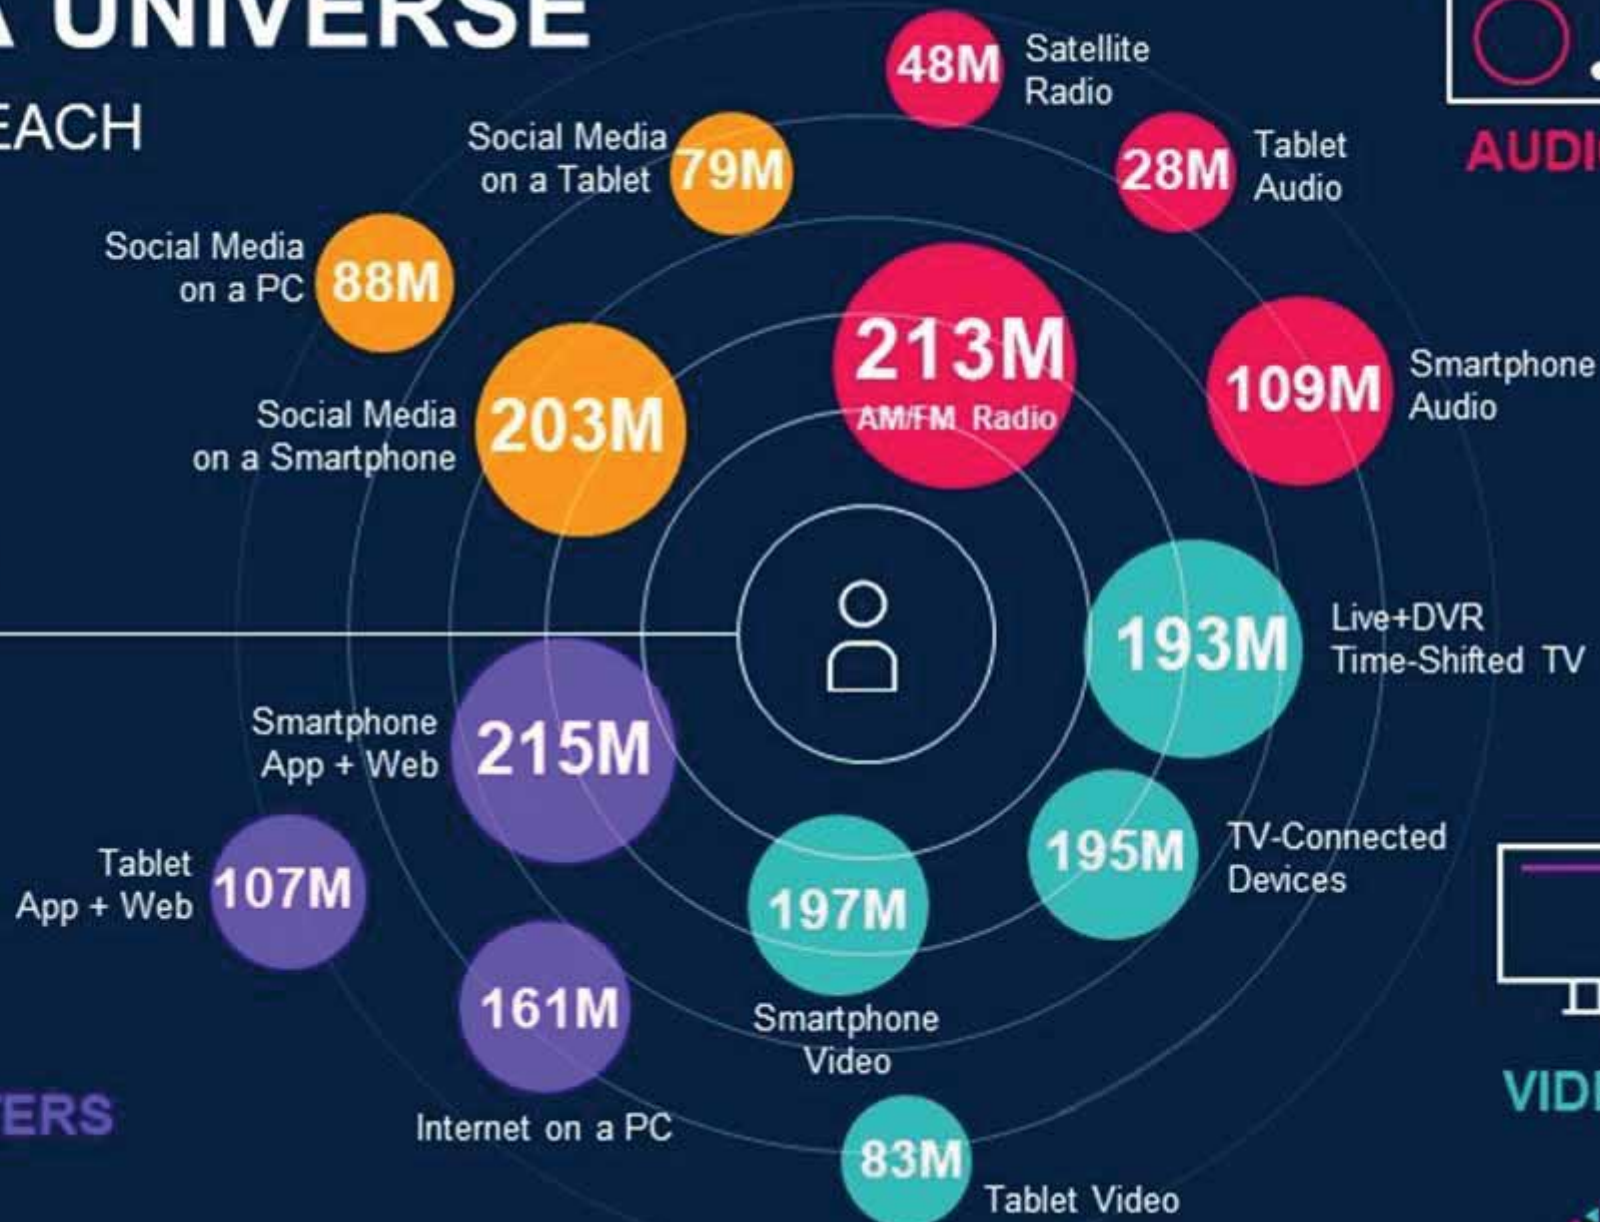 UNIVERSE
EACH
48M
Satellite
Radio
Social Media
on a Tablet
79M
28M
Tablet
Audio
AUDI
Social Media
on a PC
88M
213M
AM/FM Radio
109M
Smartphone
Audio
Social Media
on a Smartphone
203M
193M
Live+DVR
Time-Shifted TV
Smartphone
App + Web
215M
195M
TV-Connected
Devices
Tablet
App + Web
107M
197M
Smartphone
Video
161M
Internet on a PC
TERS
VID
83M
Tablet Video